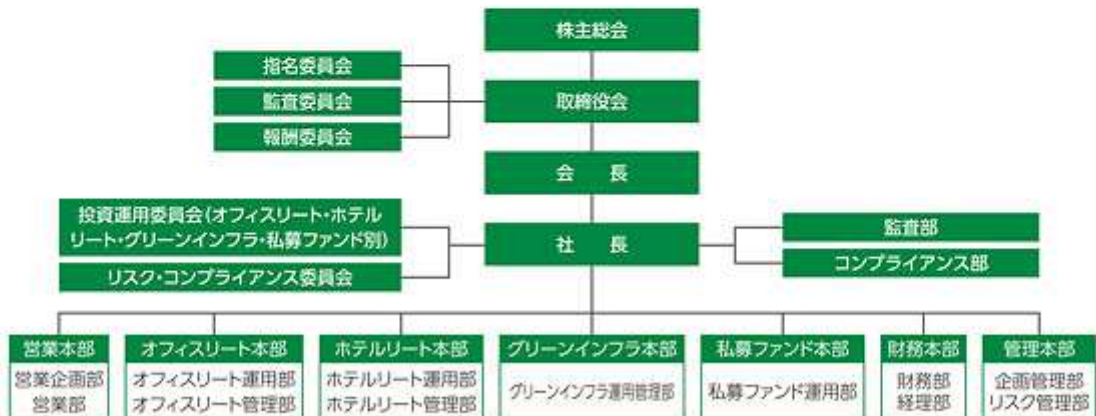 株主総会
指名委員会
監査委員会
報酬委員会
取締役会
会　長
投資運用委員会(オフィスリート・ホテル
リート・グリーンインフラ・私募ファンド別)
リスク・コンプライアンス委員会
社　長
監査部
コンプライアンス部
営業本部
営業企画部
営業部
オフィスリート本部
オフィスリート運用部
オフィスリート管理部
ホテルリート本部
ホテルリート運用部
ホテルリート管理部
グリーンインフラ本部
グリーンインフラ運用管理部
私募ファンド本部
私募ファンド運用部
財務本部
財務部
経理部
管理本部
企画管理部
リスク管理部